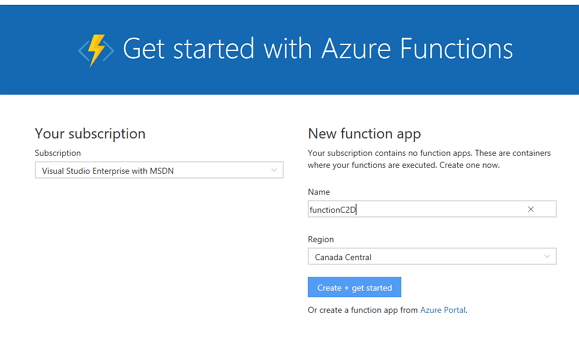 Get started with Azure Functions
Your subscription
Subscription
Visual Studio Enterprise with MSDN
New function app
Your subscription contains no function apps. These are containers
where your functions are executed. Create one now.
Name
functionC2D
Region
Canada Central
Create + get started
Or create a function app from Azure Portal.